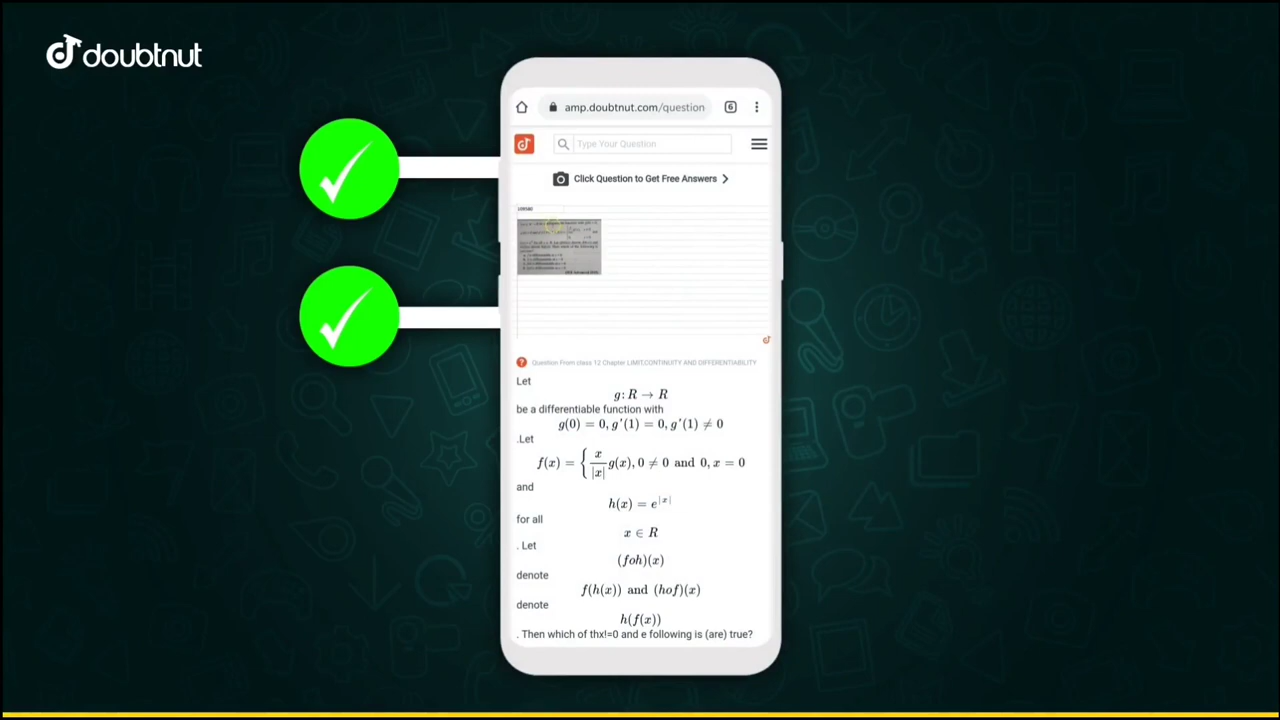 doubtnut
amp.doubtnut.com/question
6
Type Your Question
Click Question to Get Free Answers
Question From class 12 Chapter LIMIT,CONTINUITY AND DIFFERENTIABILITY
Let
g: R → R
be a differentiable function with
g(0) = 0, g′(1) = 0, g′(1) ≠ 0
.Let
f(x) = { x/|x| g(x), 0 ≠ 0 and 0, x = 0
and
h(x) = e^|x|
for all
x ∈ R
. Let
(foh)(x)
denote
f(h(x)) and (hof)(x)
denote
h(f(x))
. Then which of thx!=0 and e following is (are) true?